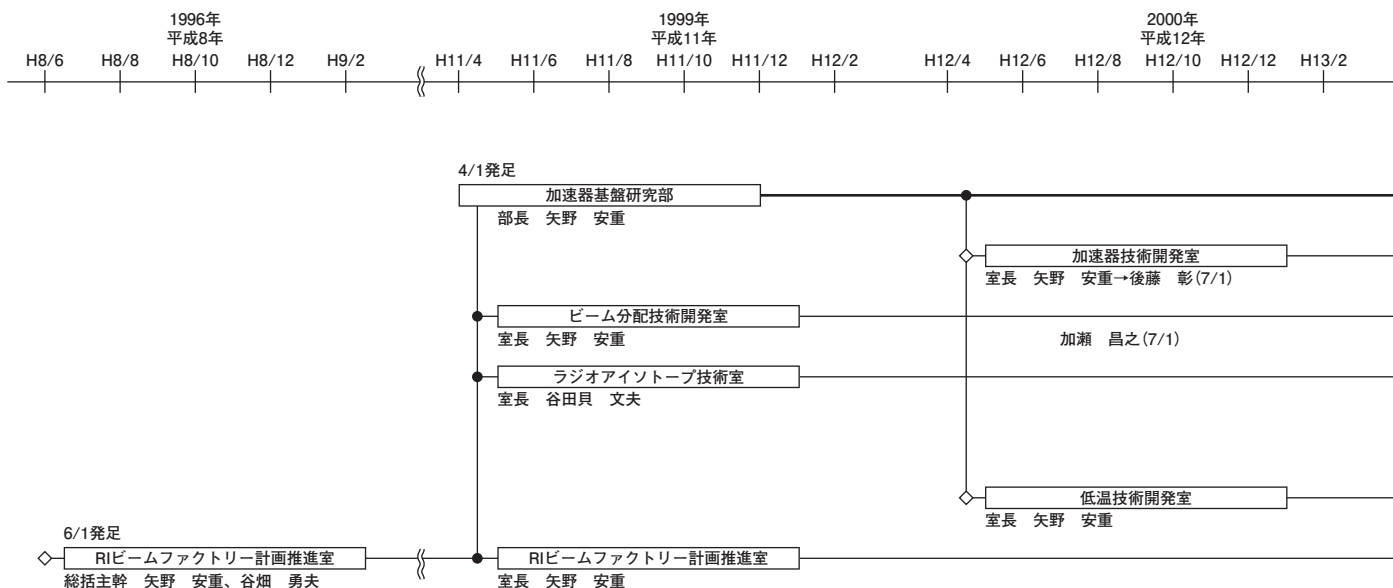 1996年
平成8年
1999年
平成11年
2000年
平成12年
H8/6 H8/8 H8/10 H8/12 H9/2 H11/4 H11/6 H11/8 H11/10 H11/12 H12/2 H12/4 H12/6 H12/8 H12/10 H12/12 H13/2
4/1発足
加速器基盤研究部
部長　矢野　安重
加速器技術開発室
室長　矢野　安重→後藤　彰(7/1)
ビーム分配技術開発室
室長　矢野　安重
加瀬　昌之(7/1)
ラジオアイソトープ技術室
室長　谷田貝　文夫
低温技術開発室
室長　矢野　安重
6/1発足
RIビームファクトリー計画推進室
総括主幹　矢野　安重、谷畑　勇夫
RIビームファクトリー計画推進室
室長　矢野　安重